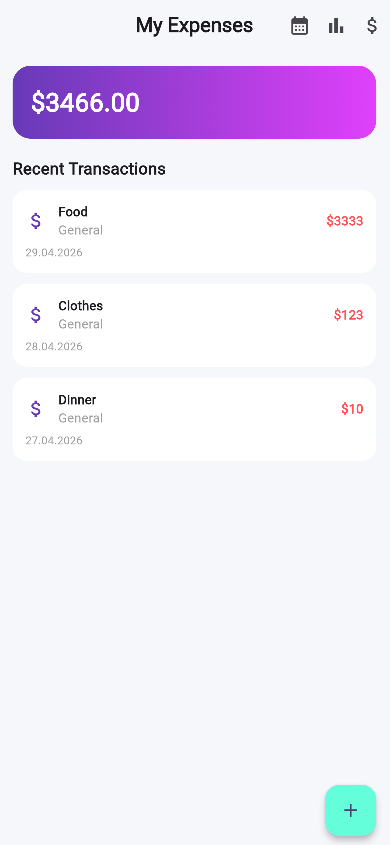 My Expenses
$3466.00
Recent Transactions
Food
General
$3333
29.04.2026
Clothes
General
$123
28.04.2026
Dinner
General
$10
27.04.2026